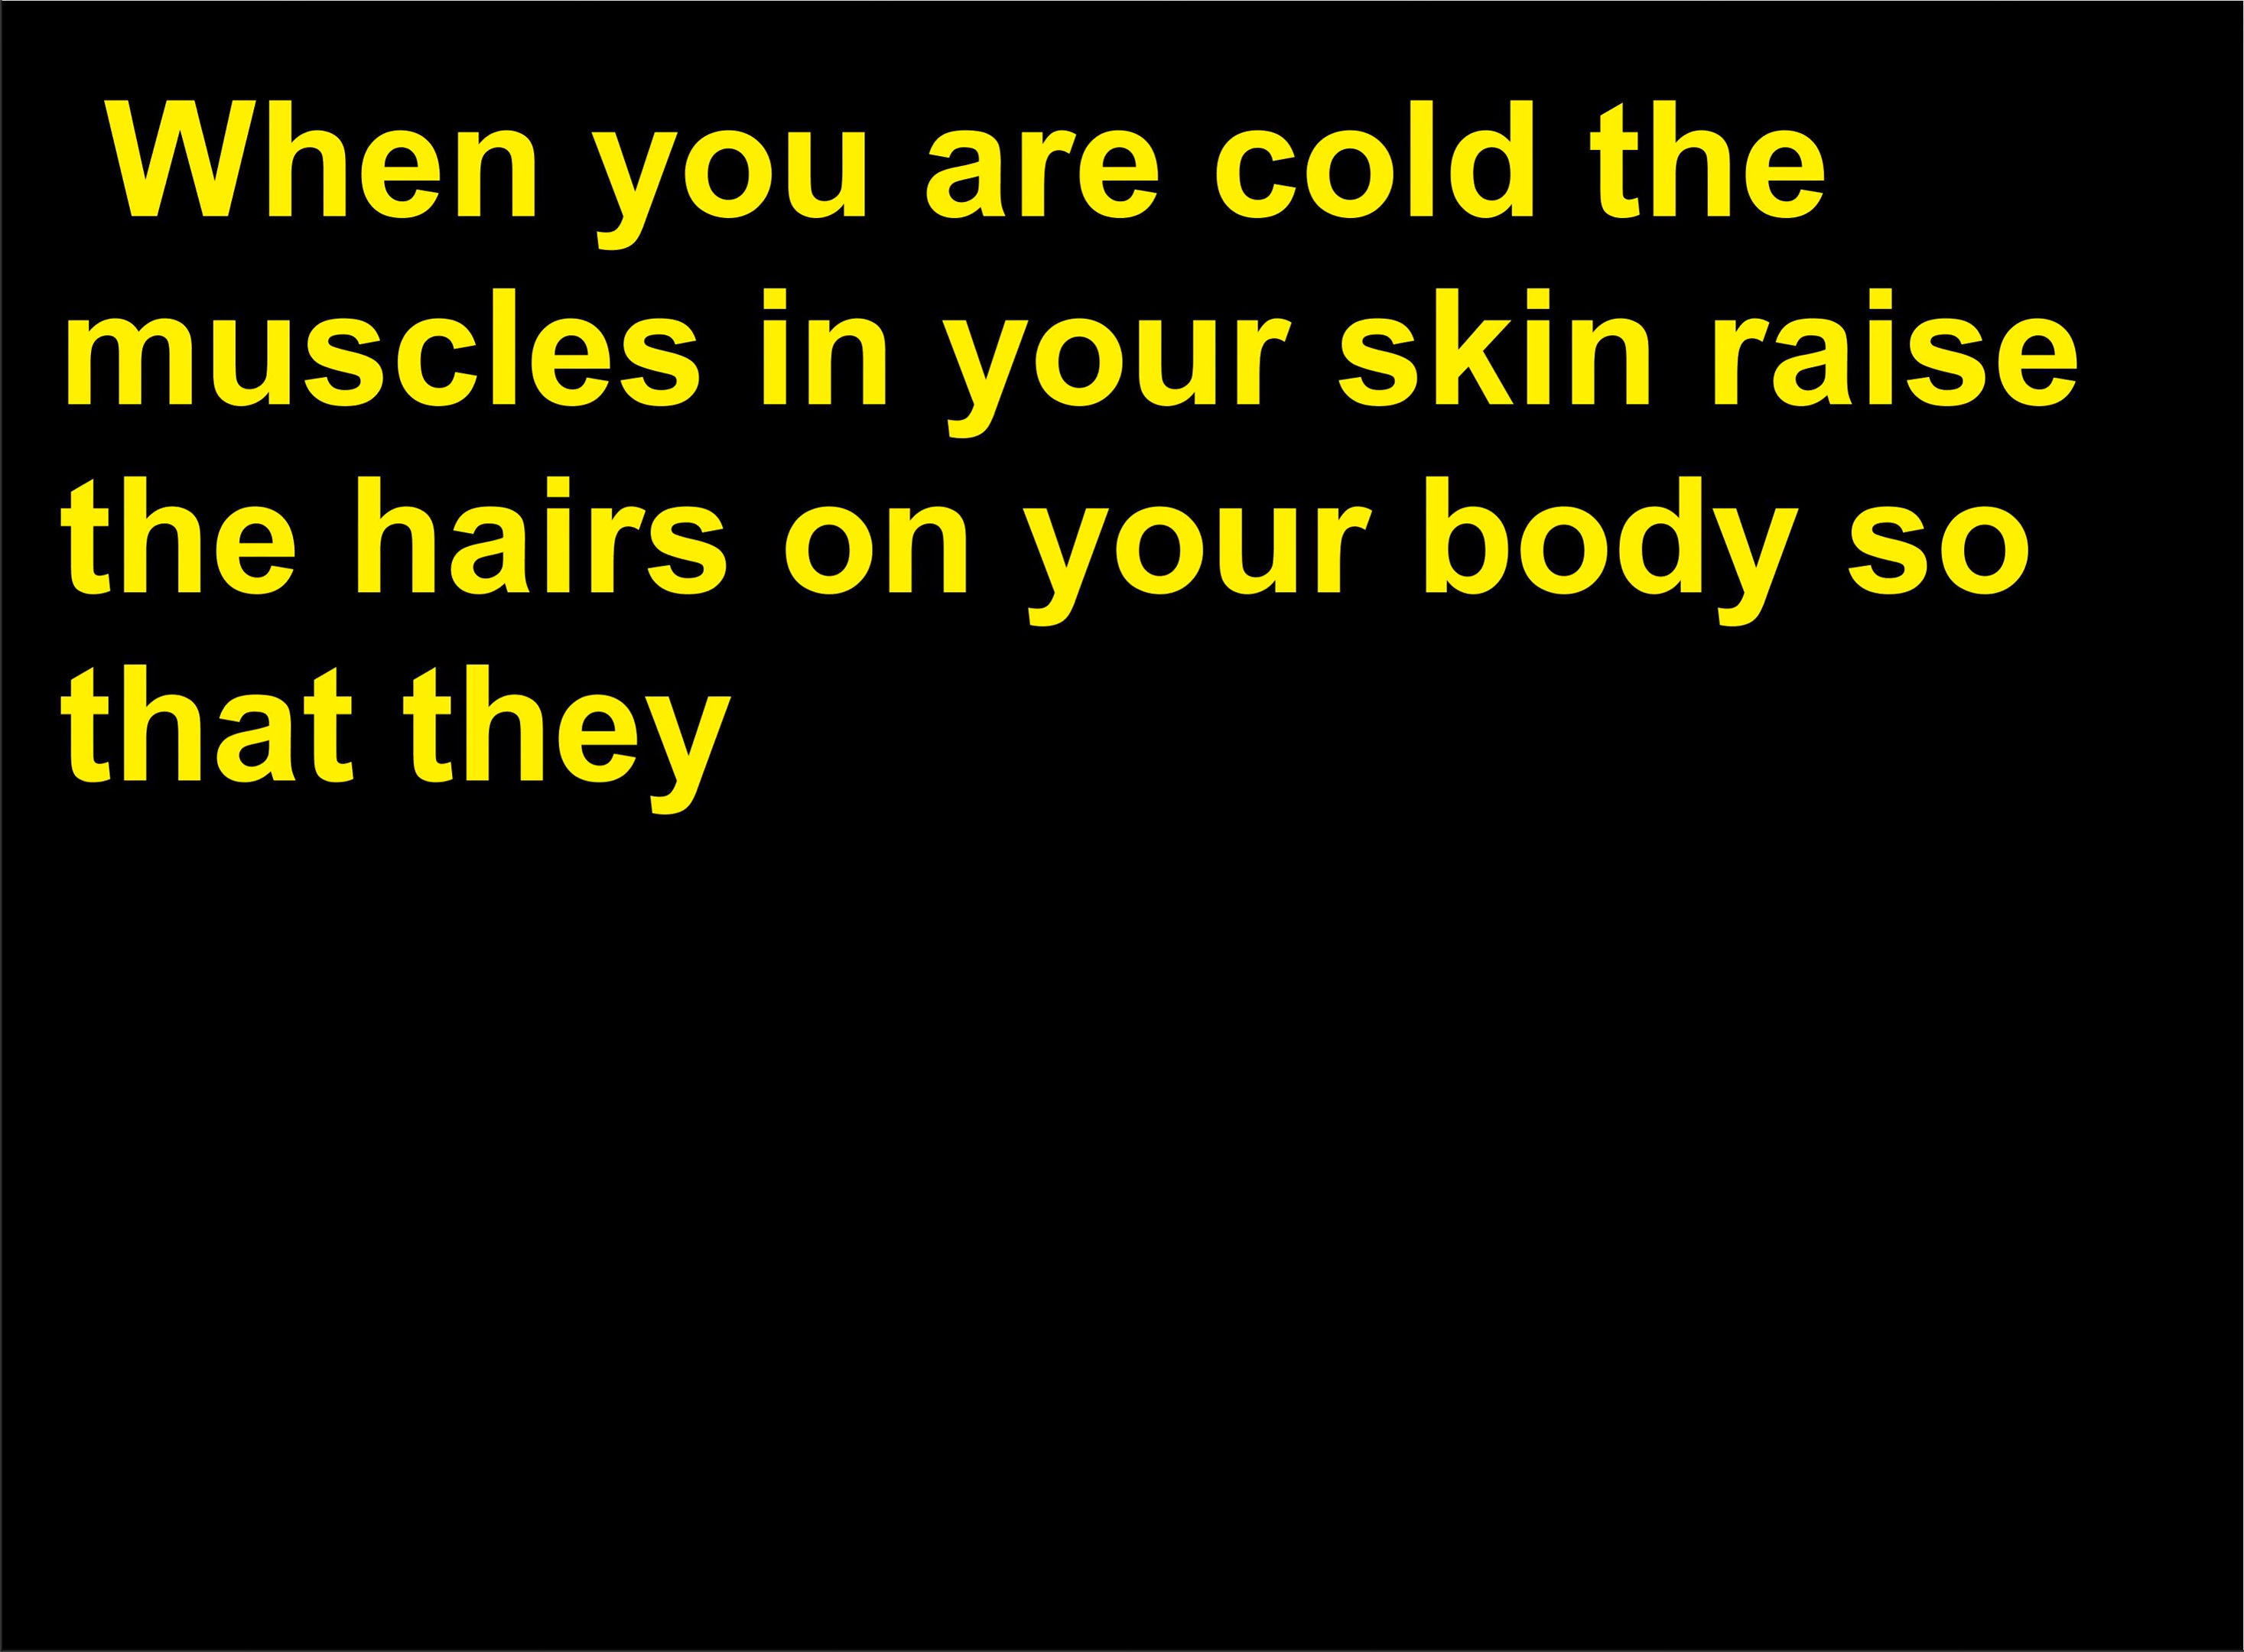 When you are cold the
muscles in your skin raise
the hairs on your body so
that they